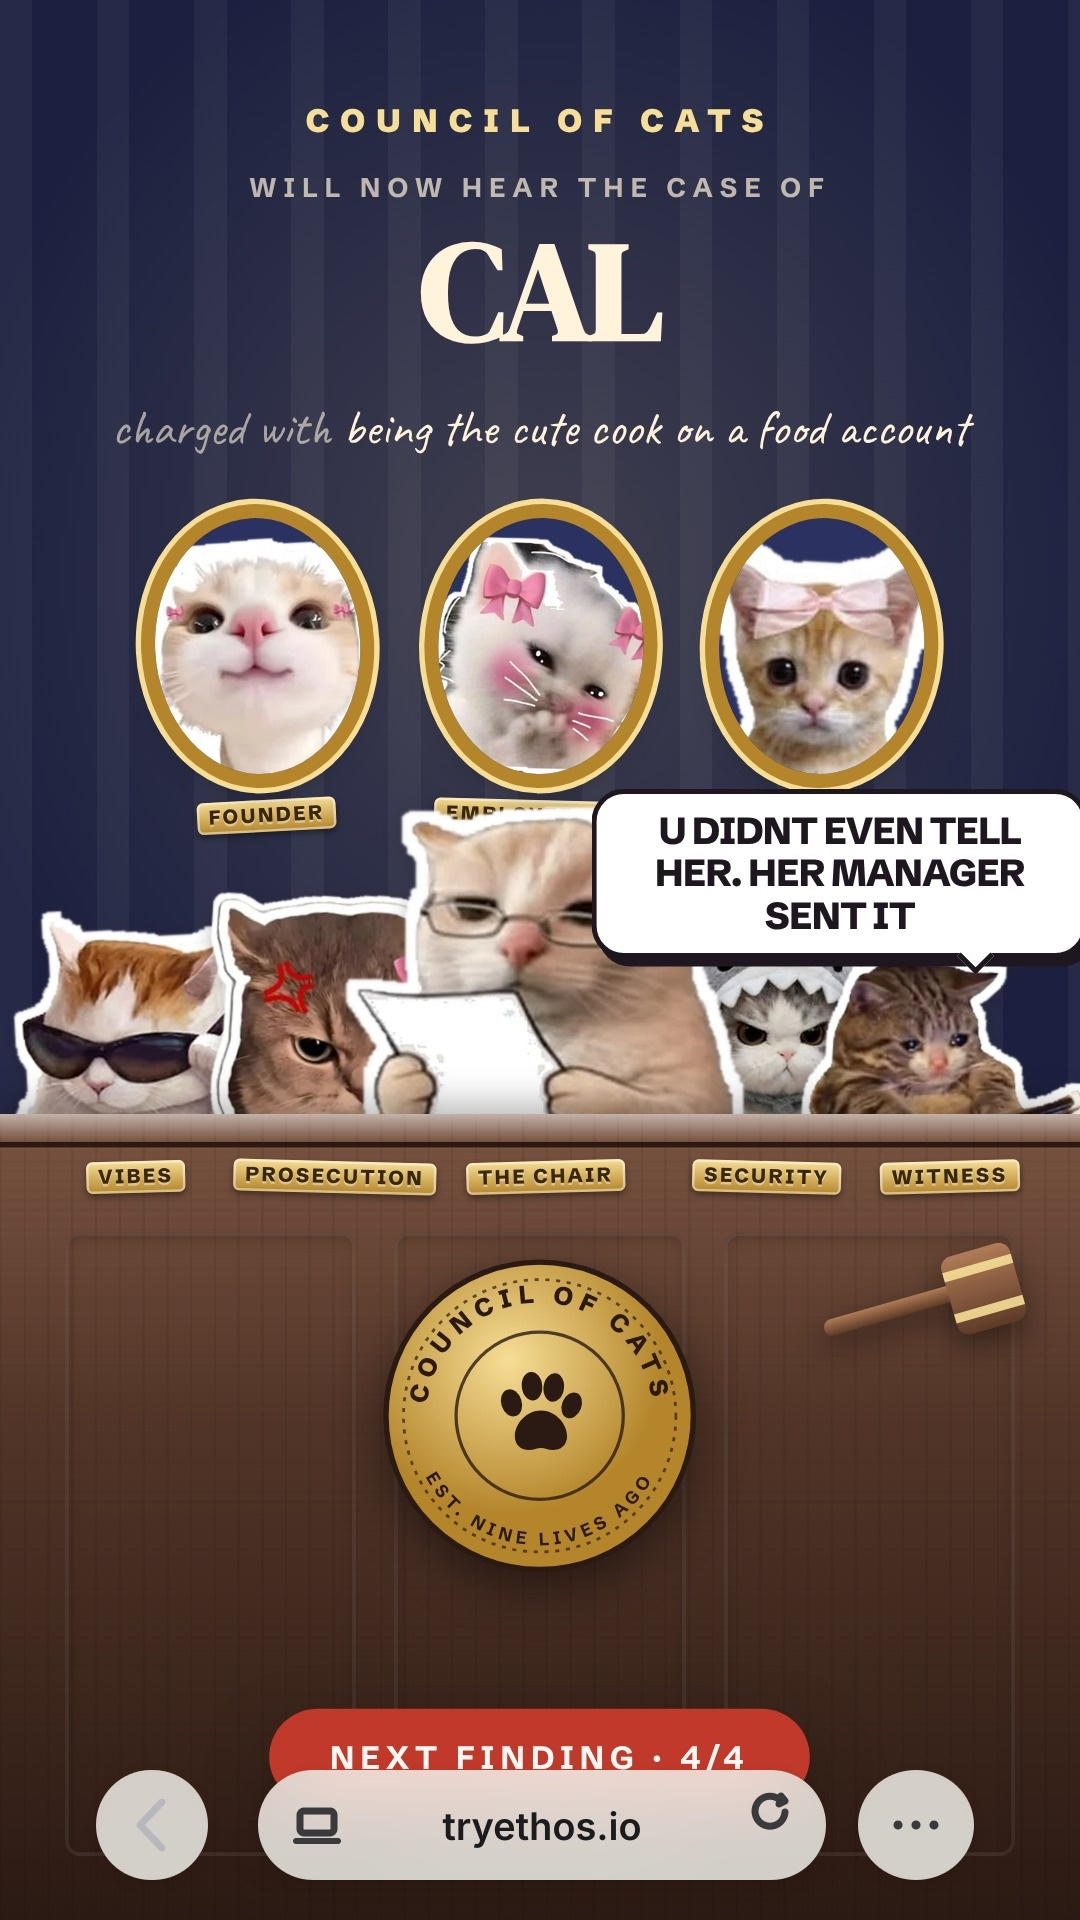 COUNCIL OF CATS
WILL NOW HEAR THE CASE OF
CAL
charged with being the cute cook on a food account
FOUNDER
U DIDNT EVEN TELL
HER. HER MANAGER
SENT IT
VIBES
PROSECUTION
THE CHAIR
SECURITY
WITNESS
COUNCIL OF CATS
EST. NINE LIVES AGO
NEXT FINDING · 4/4
tryethos.io